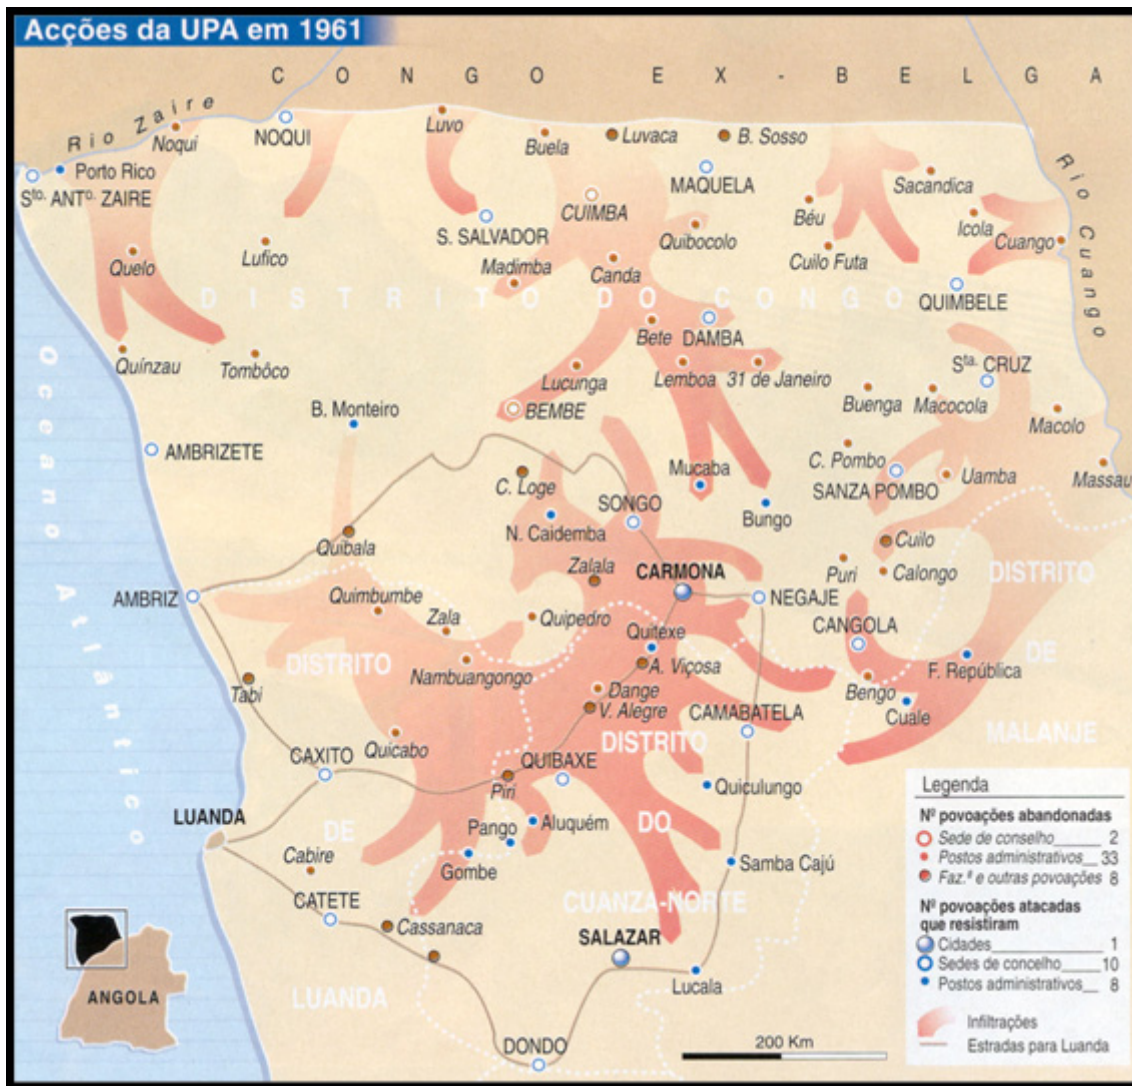 Acções da UPA em 1961
CONGO EX-BELGA
Rio Zaire
Noqui
NOQUI
Luvo
Buela
Luvaca
B. Sosso
Porto Rico
Sto. ANTº. ZAIRE
MAQUELA
Sacandica
Rio Cuango
CUIMBA
S. SALVADOR
Quibocolo
Béu
Icola
Cuango
Quelo
Lufico
Madimba
Canda
Cuilo Futa
DISTRITO DO CONGO
QUIMBELE
Oceano Atlântico
Bete
DAMBA
Quínzau
Tombôco
Lucunga
Lemboa
31 de Janeiro
Sta. CRUZ
B. Monteiro
BEMBE
Buenga
Macocola
Macolo
AMBRIZETE
Mucaba
C. Pombo
C. Loge
SONGO
SANZA POMBO
Uamba
Massau
N. Caidemba
Bungo
Quibala
Zalala
CARMONA
Cuilo
Puri
Calongo
DISTRITO
AMBRIZ
Quimbumbe
NEGAJE
Zala
Quipedro
Quitexe
CANGOLA
DISTRITO
Nambuangongo
A. Viçosa
F. República
DE
Tabi
Dange
Bengo
V. Alegre
CAMABATELA
Cuale
Quicabo
DISTRITO
MALANJE
CAXITO
QUIBAXE
Piri
Quiculungo
LUANDA
DE
Pango
Aluquém
DO
Cabire
Gombe
Samba Cajú
CATETE
CUANZA-NORTE
Cassanaca
SALAZAR
LUANDA
Lucala
DONDO
200 Km
ANGOLA
Legenda
Nº povoações abandonadas
Sede de conselho 2
Postos administrativos 33
Faz.ª e outras povoações 8
Nº povoações atacadas
que resistiram
Cidades 1
Sedes de concelho 10
Postos administrativos 8
Infiltrações
Estradas para Luanda